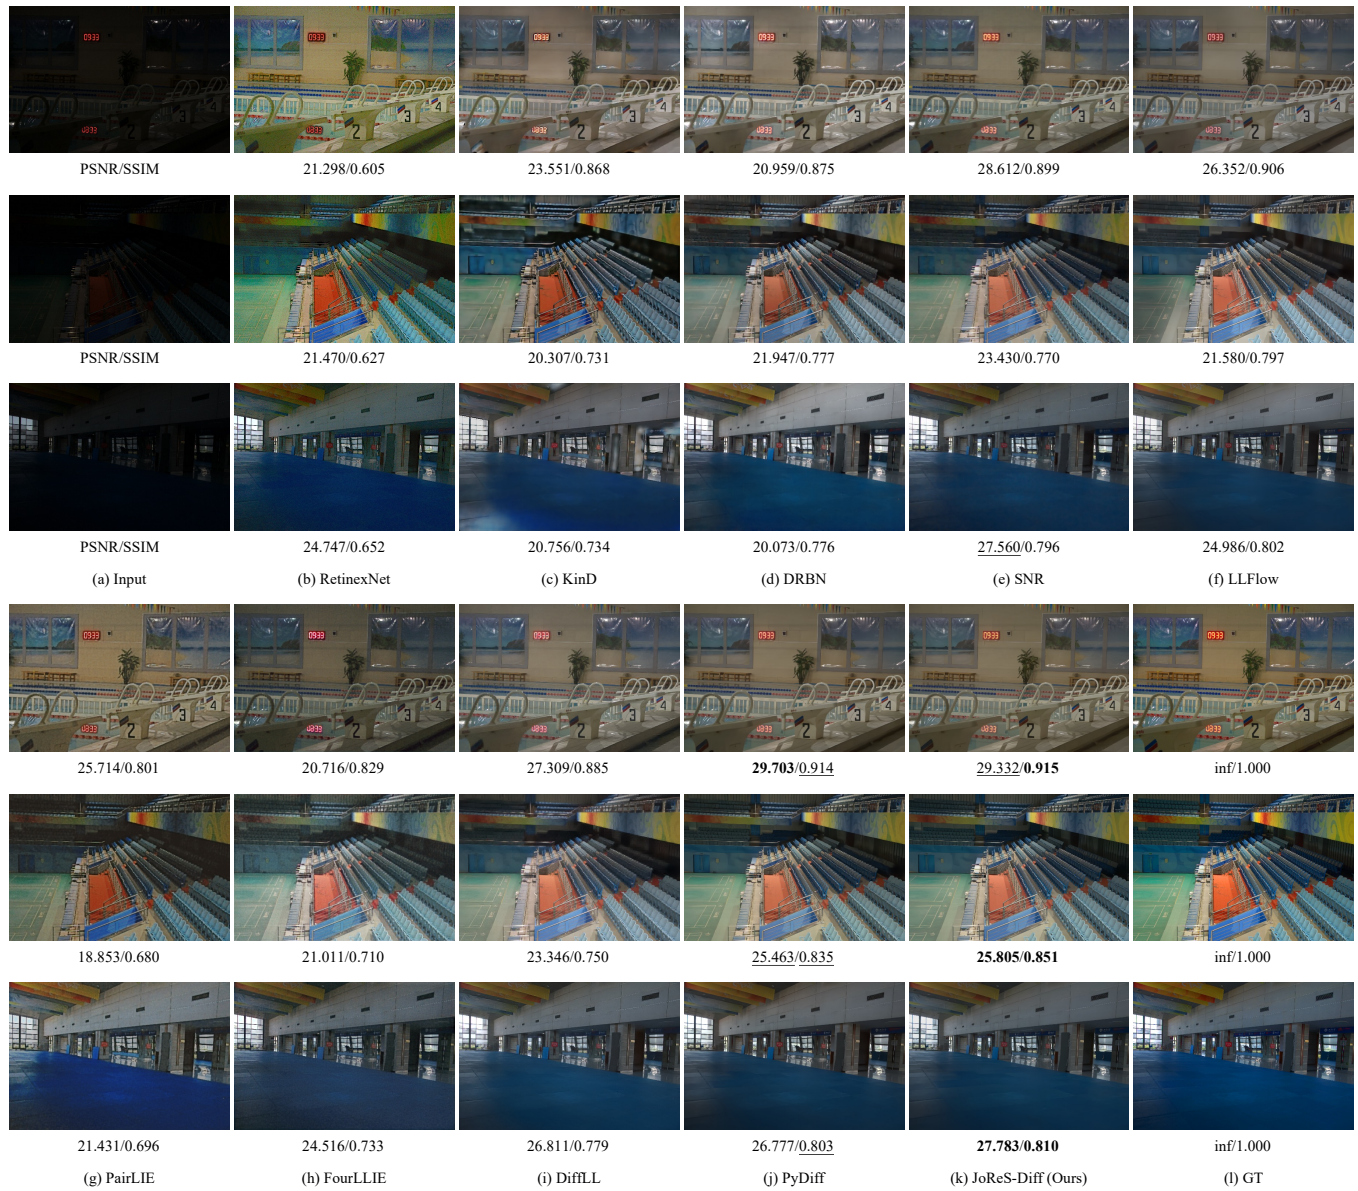 PSNR/SSIM 21.298/0.605 23.551/0.868 20.959/0.875 28.612/0.899 26.352/0.906
PSNR/SSIM 21.470/0.627 20.307/0.731 21.947/0.777 23.430/0.770 21.580/0.797
PSNR/SSIM 24.747/0.652 20.756/0.734 20.073/0.776 27.560/0.796 24.986/0.802
(a) Input (b) RetinexNet (c) KinD (d) DRBN (e) SNR (f) LLFlow
25.714/0.801 20.716/0.829 27.309/0.885 29.703/0.914 29.332/0.915 inf/1.000
18.853/0.680 21.011/0.710 23.346/0.750 25.463/0.835 25.805/0.851 inf/1.000
21.431/0.696 24.516/0.733 26.811/0.779 26.777/0.803 27.783/0.810 inf/1.000
(g) PairLIE (h) FourLLIE (i) DiffLL (j) PyDiff (k) JoReS-Diff (Ours) (l) GT